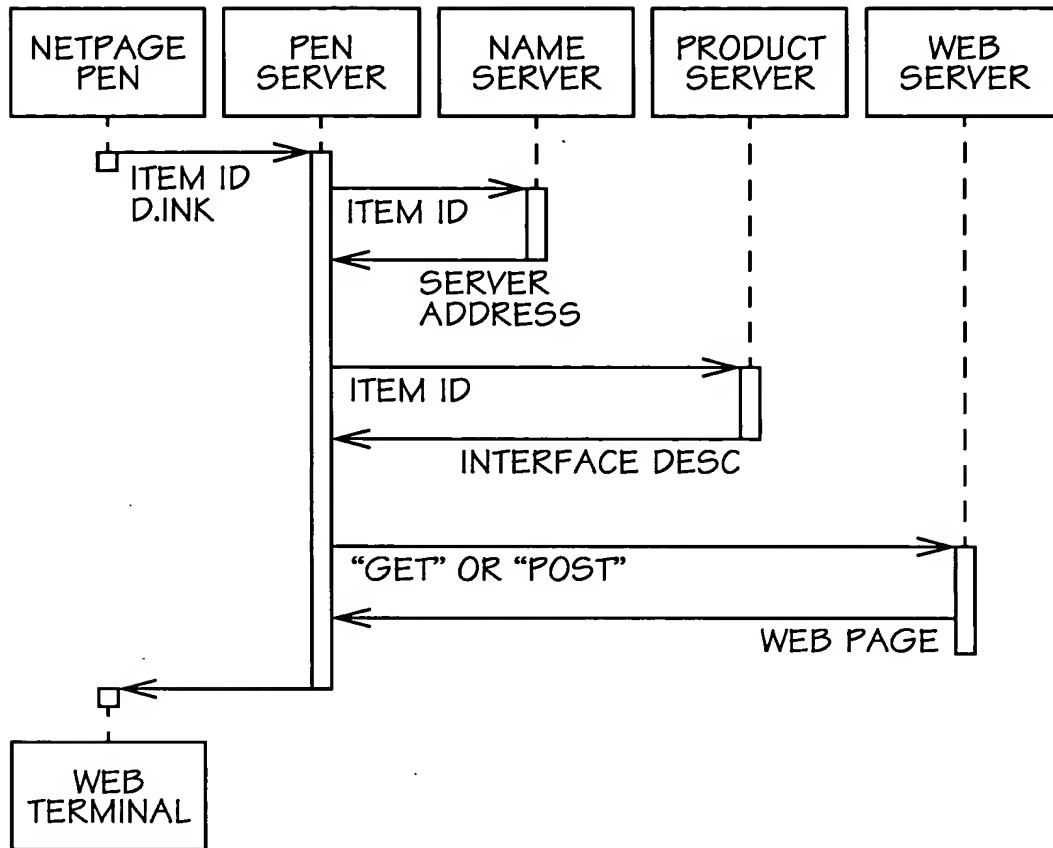 NETPAGE
PEN
PEN
SERVER
NAME
SERVER
PRODUCT
SERVER
WEB
SERVER
ITEM ID
D.INK
ITEM ID
SERVER
ADDRESS
ITEM ID
INTERFACE DESC
“GET” OR “POST”
WEB PAGE
WEB
TERMINAL